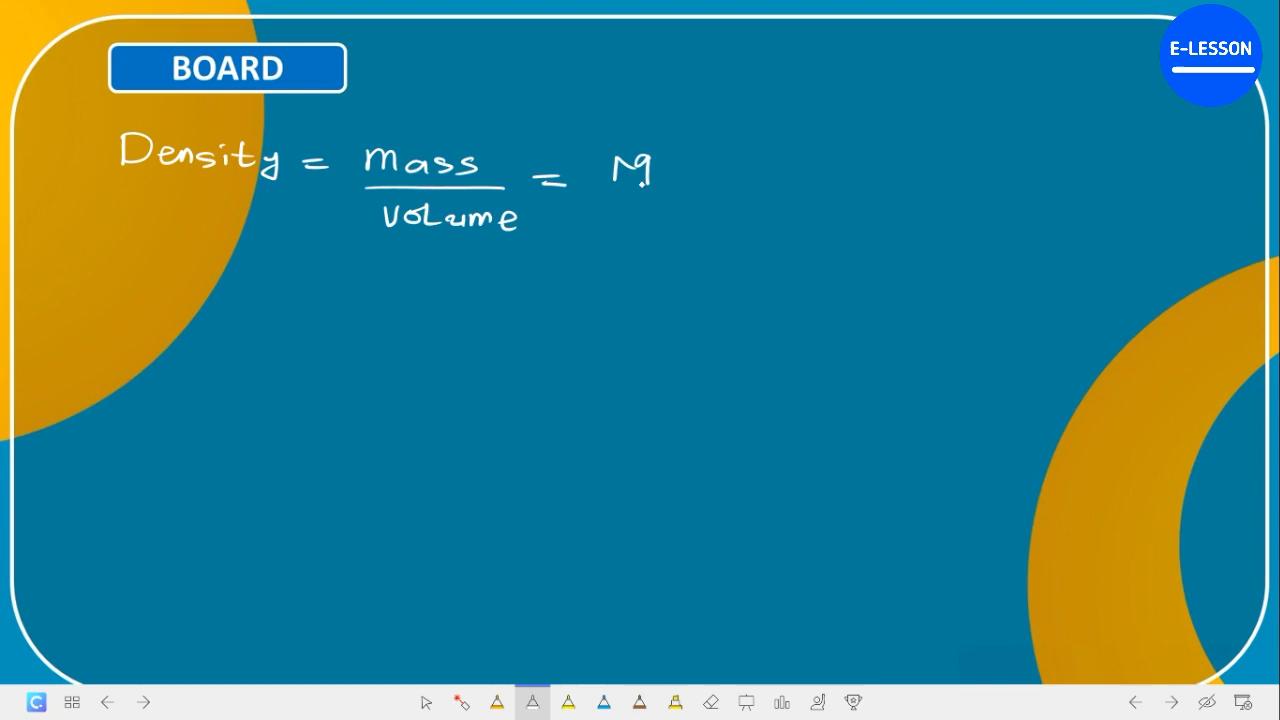 E-LESSON
BOARD
Density = mass / volume = M